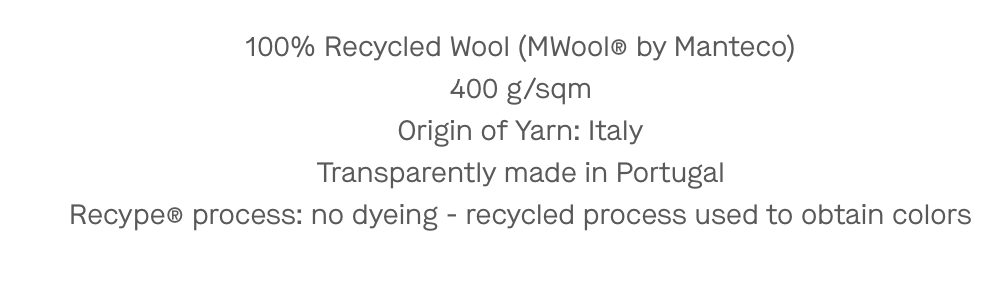 100% Recycled Wool (MWool® by Manteco)
400 g/sqm
Origin of Yarn: Italy
Transparently made in Portugal
Recype® process: no dyeing - recycled process used to obtain colors